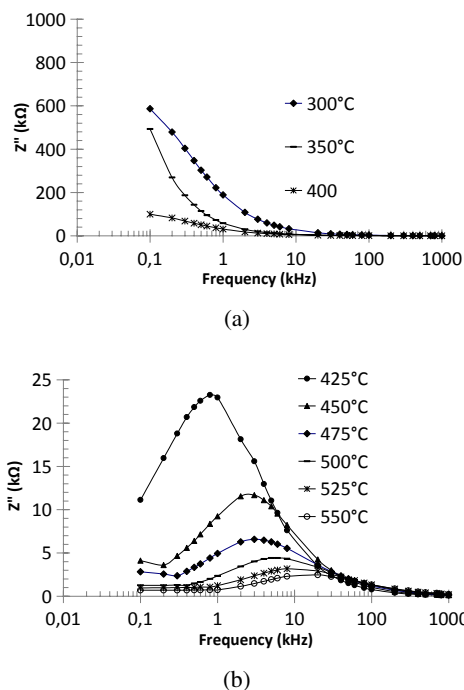 1000
800
600
400
200
0
Z'' (kΩ)
300°C
350°C
400
0,01 0,1 1 10 100 1000
Frequency (kHz)
(a)
25
20
15
10
5
0
Z'' (kΩ)
425°C
450°C
475°C
500°C
525°C
550°C
0,01 0,1 1 10 100 1000
Frequency (kHz)
(b)